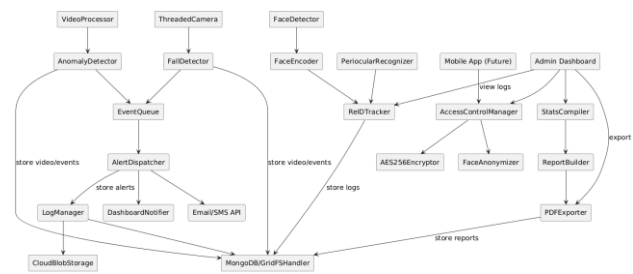 VideoProcessor
ThreadedCamera
FaceDetector
AnomalyDetector
FallDetector
FaceEncoder
PeriocularRecognizer
Mobile App (Future)
Admin Dashboard
view logs
EventQueue
ReIDTracker
AccessControlManager
StatsCompiler
export
store video/events
AlertDispatcher
store video/events
AES256Encryptor
FaceAnonymizer
ReportBuilder
store alerts
store logs
LogManager
DashboardNotifier
Email/SMS API
PDFExporter
store reports
CloudBlobStorage
MongoDB/GridFSHandler